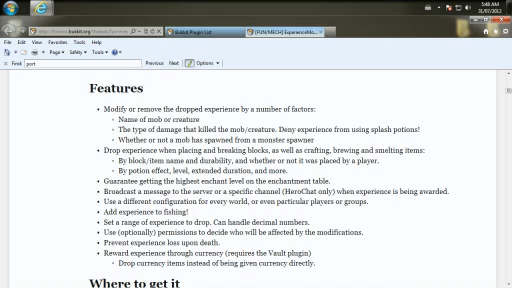 5:48 AM
31/07/2012
Bukkit Plugin List
[FUN/MECH] ExperienceMo...
File Edit View Favorites Tools Help
Page Safety Tools
Find: port Previous Next Options
Features
• Modify or remove the dropped experience by a number of factors:
Name of mob or creature
The type of damage that killed the mob/creature. Deny experience from using splash potions!
Whether or not a mob has spawned from a monster spawner
• Drop experience when placing and breaking blocks, as well as crafting, brewing and smelting items:
By block/item name and durability, and whether or not it was placed by a player.
By potion effect, level, extended duration, and more.
• Guarantee getting the highest enchant level on the enchantment table.
• Broadcast a message to the server or a specific channel (HeroChat only) when experience is being awarded.
• Use a different configuration for every world, or even particular players or groups.
• Add experience to fishing!
• Set a range of experience to drop. Can handle decimal numbers.
• Use (optionally) permissions to decide who will be affected by the modifications.
• Prevent experience loss upon death.
• Reward experience through currency (requires the Vault plugin)
Drop currency items instead of being given currency directly.
Where to get it